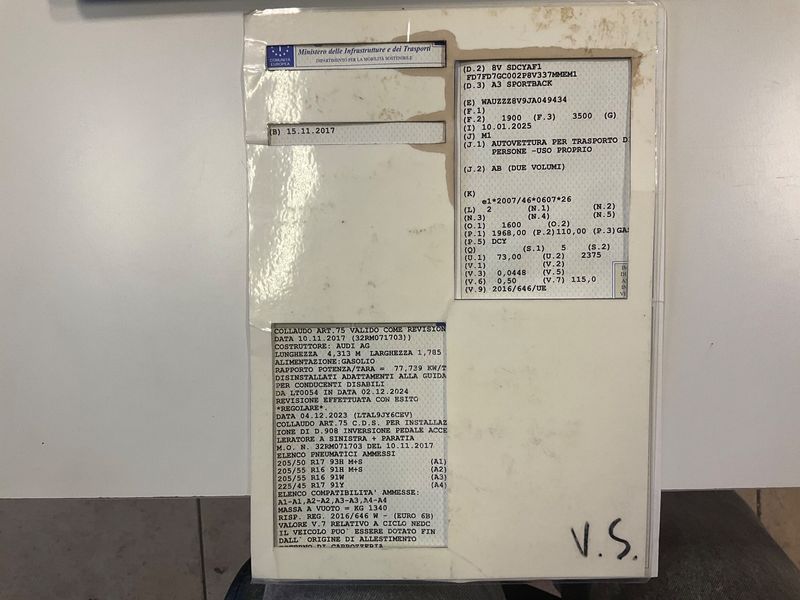 COMUNITÀ
EUROPEA
Ministero delle Infrastrutture e dei Trasporti
DIPARTIMENTO PER LA MOBILITÀ SOSTENIBILE
(B) 15.11.2017
(D.2) 8V SDCYAF1
FD7FD7GC002P8V337MMEM1
(D.3) A3 SPORTBACK
(E) WAUZZZ8V9JA049434
(F.1)
(F.2) 1900 (F.3) 3500 (G)
(I) 10.01.2025
(J) M1
(J.1) AUTOVETTURA PER TRASPORTO D
PERSONE -USO PROPRIO
(J.2) AB (DUE VOLUMI)
(K)
e1*2007/46*0607*26
(L) 2 (N.1) (N.2)
(N.3) (N.4) (N.5)
(O.1) 1600 (O.2)
(P.1) 1968,00 (P.2)110,00 (P.3)GA
(P.5) DCY
(Q) (S.1) 5 (S.2)
(U.1) 73,00 (U.2) 2375
(V.1) (V.2)
(V.3) 0,0448 (V.5)
(V.6) 0,50 (V.7) 115,0
(V.9) 2016/646/UE
COLLAUDO ART.75 VALIDO COME REVISION
DATA 10.11.2017 (32RM071703))
COSTRUTTORE: AUDI AG
LUNGHEZZA 4,313 M LARGHEZZA 1,785
ALIMENTAZIONE:GASOLIO
RAPPORTO POTENZA/TARA = 77,739 KW/T
DISINSTALLATI ADATTAMENTI ALLA GUIDA
PER CONDUCENTI DISABILI
DA LT0054 IN DATA 02.12.2024
REVISIONE EFFETTUATA CON ESITO
*REGOLARE*.
DATA 04.12.2023 (LTAL9JY6CEV)
COLLAUDO ART.75 C.D.S. PER INSTALLAZ
IONE DI D.908 INVERSIONE PEDALE ACCE
LERATORE A SINISTRA + PARATIA
M.O. N. 32RM071703 DEL 10.11.2017
ELENCO PNEUMATICI AMMESSI
205/50 R17 93H M+S (A1)
205/55 R16 91H M+S (A2)
205/55 R16 91W (A3)
225/45 R17 91Y (A4)
ELENCO COMPATIBILITA' AMMESSE:
A1-A1,A2-A2,A3-A3,A4-A4
MASSA A VUOTO = KG 1340
RISP. REG. 2016/646 W - (EURO 6B)
VALORE V.7 RELATIVO A CICLO NEDC
IL VEICOLO PUO' ESSERE DOTATO FIN
DALL' ORIGINE DI ALLESTIMENTO
DI CARROZZERIA
V.S.